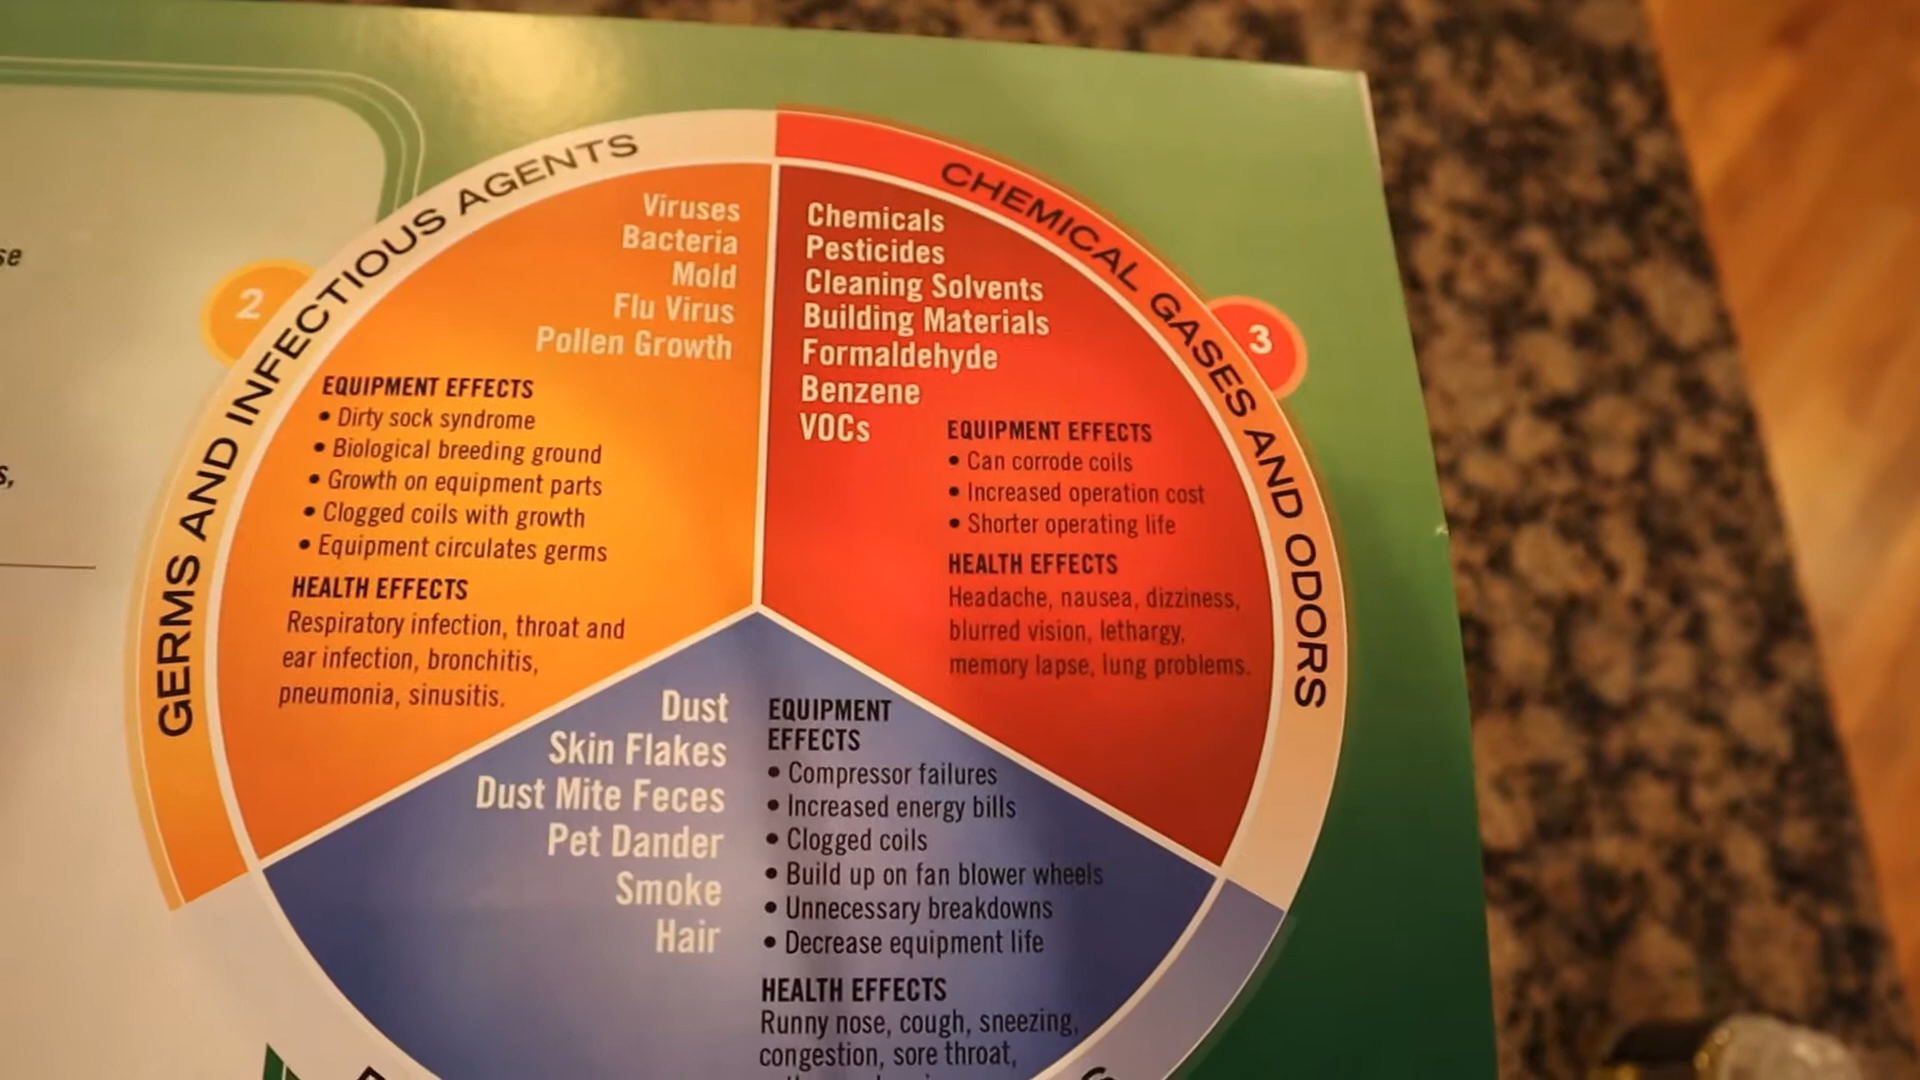 se
s,
2
GERMS AND INFECTIOUS AGENTS
Viruses
Bacteria
Mold
Flu Virus
Pollen Growth
EQUIPMENT EFFECTS
• Dirty sock syndrome
• Biological breeding ground
• Growth on equipment parts
• Clogged coils with growth
• Equipment circulates germs
HEALTH EFFECTS
Respiratory infection, throat and
ear infection, bronchitis,
pneumonia, sinusitis.
3
CHEMICAL GASES AND ODORS
Chemicals
Pesticides
Cleaning Solvents
Building Materials
Formaldehyde
Benzene
VOCs
EQUIPMENT EFFECTS
• Can corrode coils
• Increased operation cost
• Shorter operating life
HEALTH EFFECTS
Headache, nausea, dizziness,
blurred vision, lethargy,
memory lapse, lung problems.
Dust
Skin Flakes
Dust Mite Feces
Pet Dander
Smoke
Hair
EQUIPMENT
EFFECTS
• Compressor failures
• Increased energy bills
• Clogged coils
• Build up on fan blower wheels
• Unnecessary breakdowns
• Decrease equipment life
HEALTH EFFECTS
Runny nose, cough, sneezing,
congestion, sore throat,